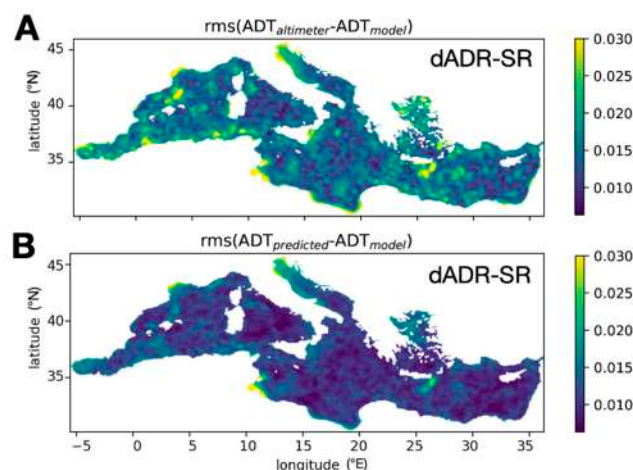 A
rms(ADT_altimeter-ADT_model)
dADR-SR
45
40
35
latitude (°N)
0.030
0.025
0.020
0.015
0.010
B
rms(ADT_predicted-ADT_model)
dADR-SR
45
40
35
latitude (°N)
0.030
0.025
0.020
0.015
0.010
−5 0 5 10 15 20 25 30 35
longitude (°E)